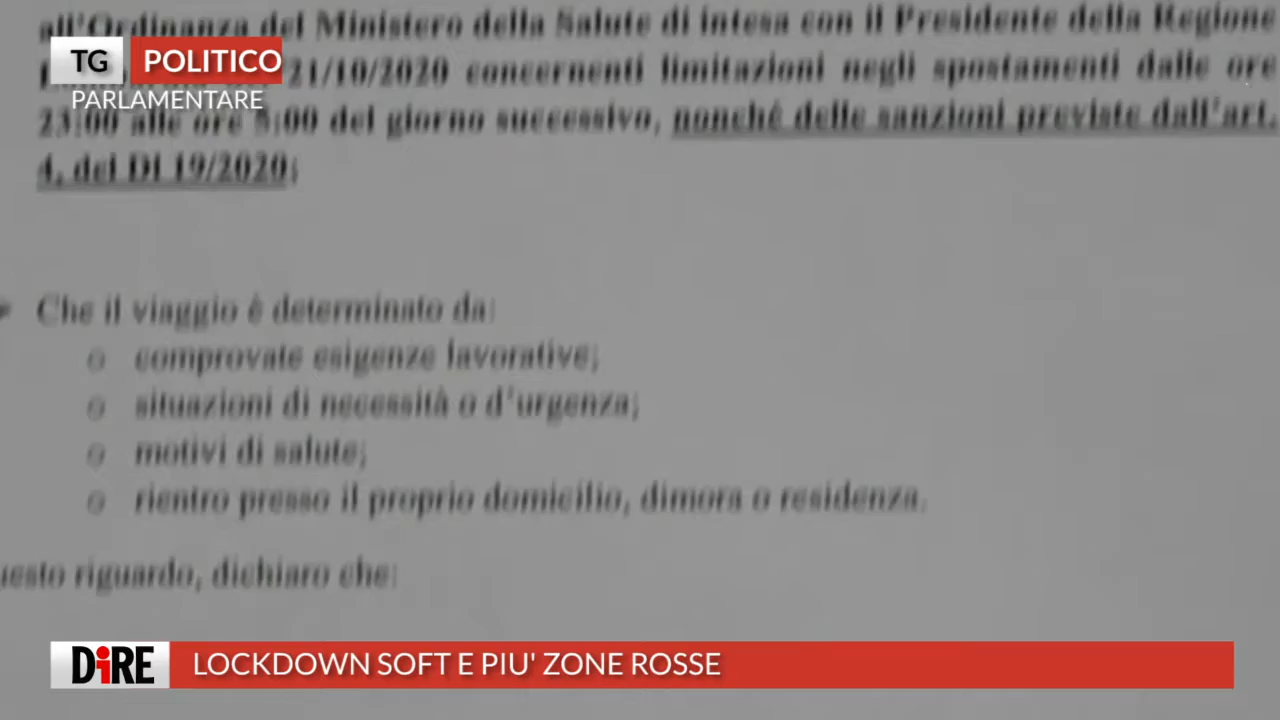 all'Ordinanza del Ministero della Salute di intesa con il Presidente della Regione
TG POLITICO
21/10/2020 concernenti limitazioni negli spostamenti dalle ore
PARLAMENTARE
23:00 alle ore 5:00 del giorno successivo, nonché delle sanzioni previste dall'art.
4, del Dl 19/2020;
Che il viaggio è determinato da:
o comprovate esigenze lavorative;
o situazioni di necessità o d'urgenza;
o motivi di salute;
o rientro presso il proprio domicilio, dimora o residenza.
uesto riguardo, dichiaro che:
DiRE LOCKDOWN SOFT E PIU' ZONE ROSSE